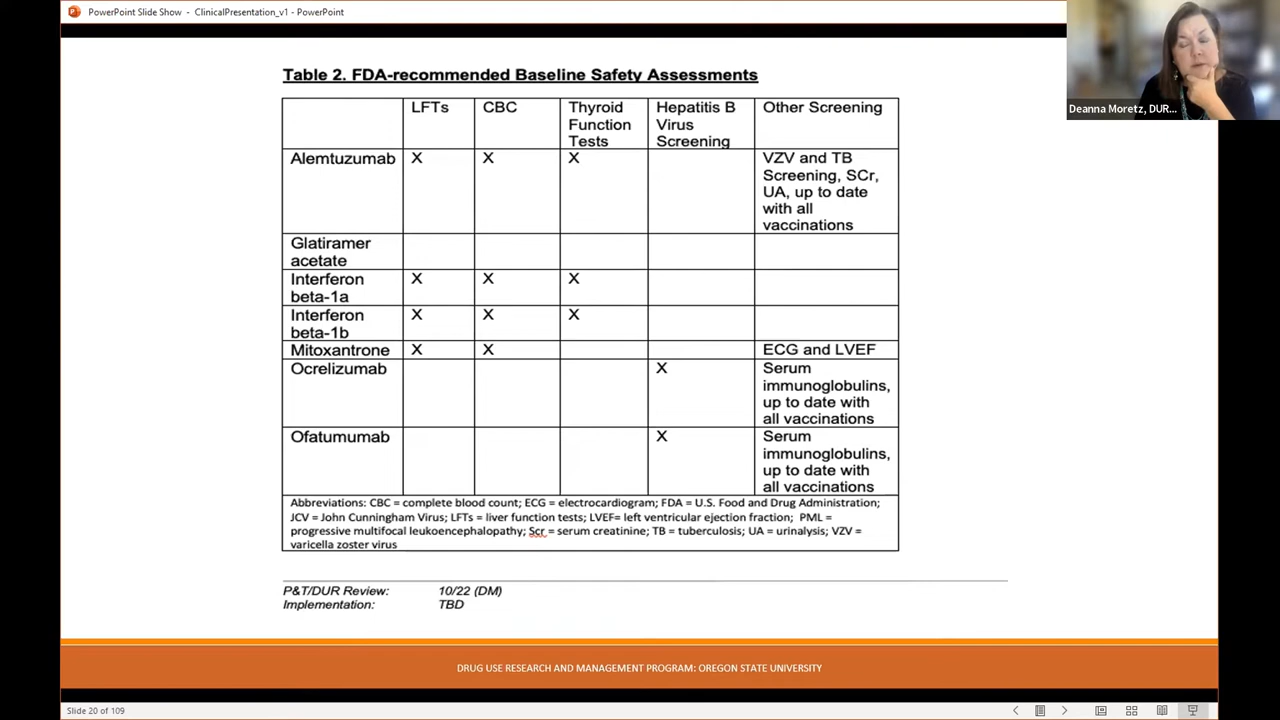 PowerPoint Slide Show - ClinicalPresentation_v1 - PowerPoint
Deanna Moretz, DUR...
Table 2. FDA-recommended Baseline Safety Assessments
LFTs CBC Thyroid Function Tests Hepatitis B Virus Screening Other Screening
Alemtuzumab X X X VZV and TB Screening, SCr, UA, up to date with all vaccinations
Glatiramer acetate
Interferon beta-1a X X X
Interferon beta-1b X X X
Mitoxantrone X X ECG and LVEF
Ocrelizumab X Serum immunoglobulins, up to date with all vaccinations
Ofatumumab X Serum immunoglobulins, up to date with all vaccinations
Abbreviations: CBC = complete blood count; ECG = electrocardiogram; FDA = U.S. Food and Drug Administration;
JCV = John Cunningham Virus; LFTs = liver function tests; LVEF= left ventricular ejection fraction; PML =
progressive multifocal leukoencephalopathy; Scr = serum creatinine; TB = tuberculosis; UA = urinalysis; VZV =
varicella zoster virus
P&T/DUR Review: 10/22 (DM)
Implementation: TBD
DRUG USE RESEARCH AND MANAGEMENT PROGRAM: OREGON STATE UNIVERSITY
Slide 20 of 109